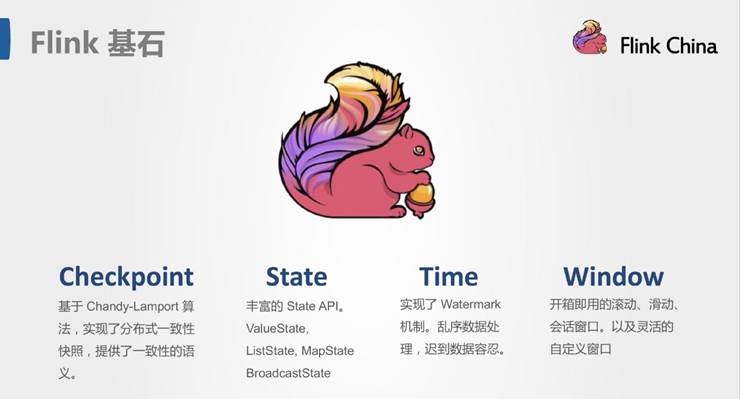 Flink 基石
Flink China
Checkpoint
基于 Chandy-Lamport 算
法，实现了分布式一致性
快照，提供了一致性的语
义。
State
丰富的 State API。
ValueState,
ListState, MapState
BroadcastState
Time
实现了 Watermark
机制。乱序数据处
理，迟到数据容忍。
Window
开箱即用的滚动、滑动、
会话窗口。以及灵活的
自定义窗口